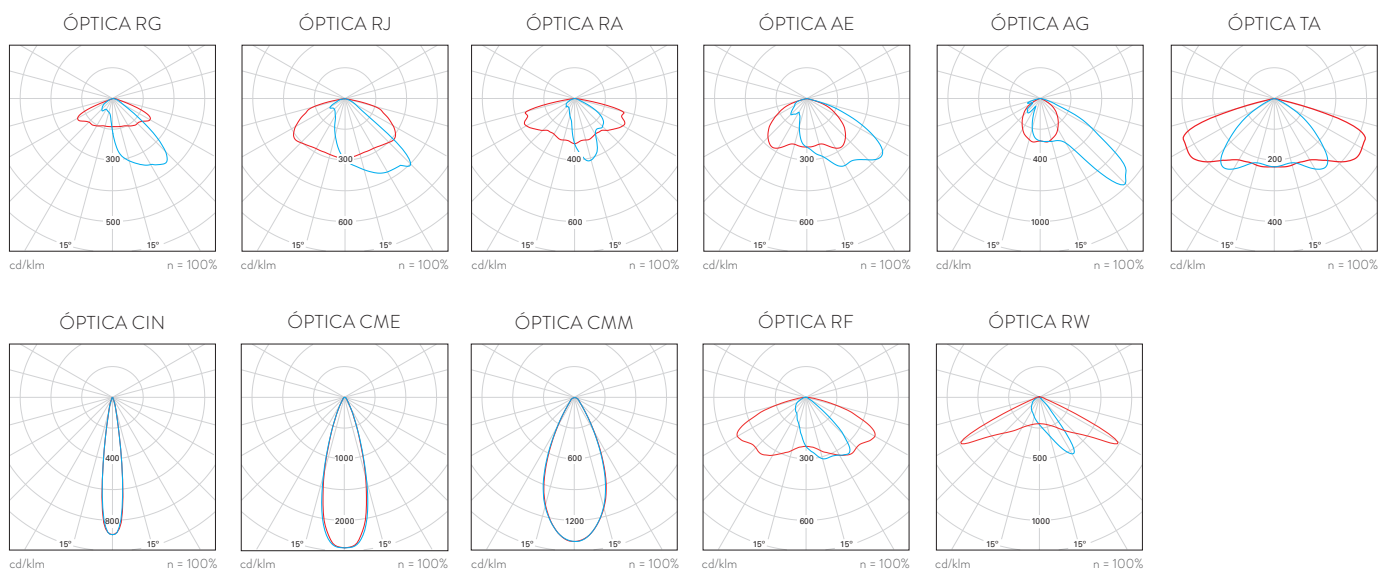 ÓPTICA RG
300
500
15°
15°
cd/klm
n = 100%
ÓPTICA RJ
300
600
15°
15°
cd/klm
n = 100%
ÓPTICA RA
400
600
15°
15°
cd/klm
n = 100%
ÓPTICA AE
300
600
15°
15°
cd/klm
n = 100%
ÓPTICA AG
400
1000
15°
15°
cd/klm
n = 100%
ÓPTICA TA
200
400
15°
15°
cd/klm
n = 100%
ÓPTICA CIN
400
800
15°
15°
cd/klm
n = 100%
ÓPTICA CME
1000
2000
15°
15°
cd/klm
n = 100%
ÓPTICA CMM
600
1200
15°
15°
cd/klm
n = 100%
ÓPTICA RF
300
600
15°
15°
cd/klm
n = 100%
ÓPTICA RW
500
1000
15°
15°
cd/klm
n = 100%